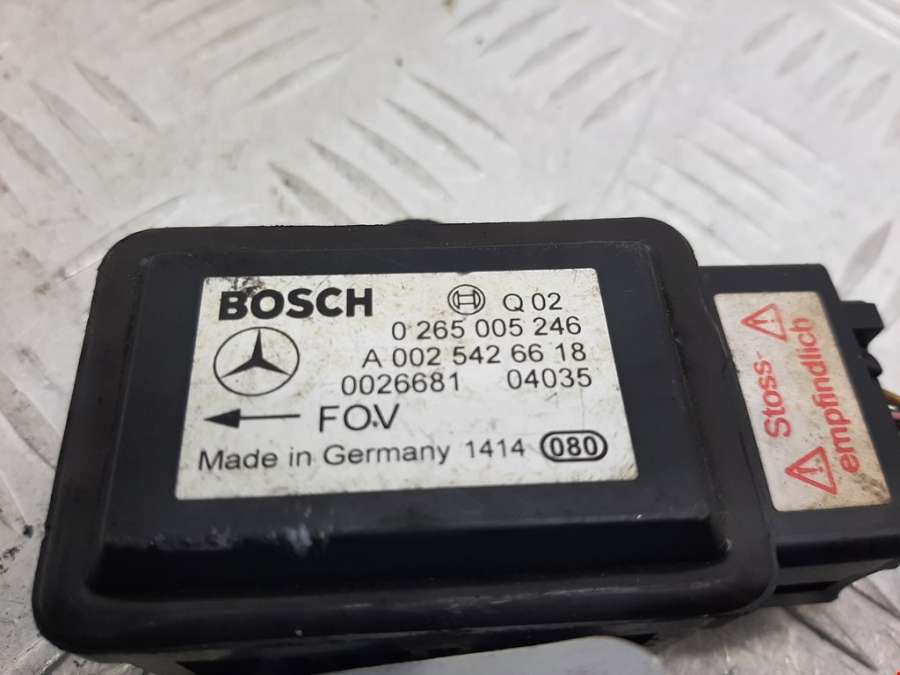 BOSCH Q 02
0 265 005 246
A 002 542 66 18
0026681 04035
FO.V
Made in Germany 1414 080
Stoss-
empfindlich